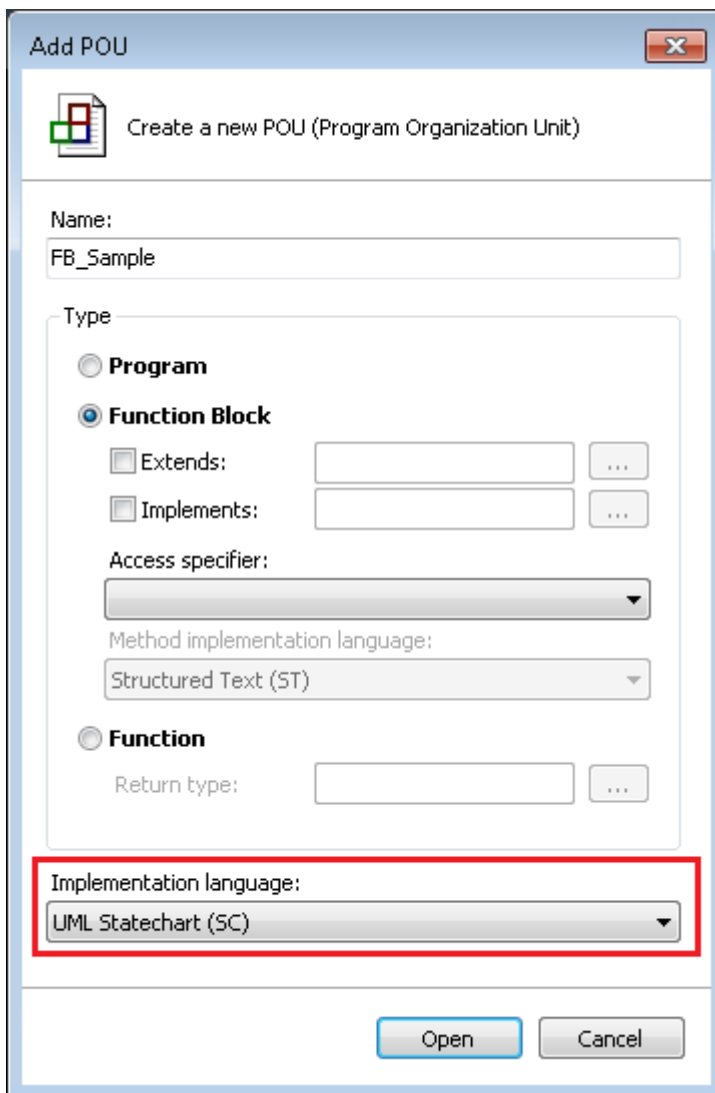 Add POU
Create a new POU (Program Organization Unit)
Name:
FB_Sample
Type
Program
Function Block
Extends:
...
Implements:
...
Access specifier:
Method implementation language:
Structured Text (ST)
Function
Return type:
...
Implementation language:
UML Statechart (SC)
Open Cancel